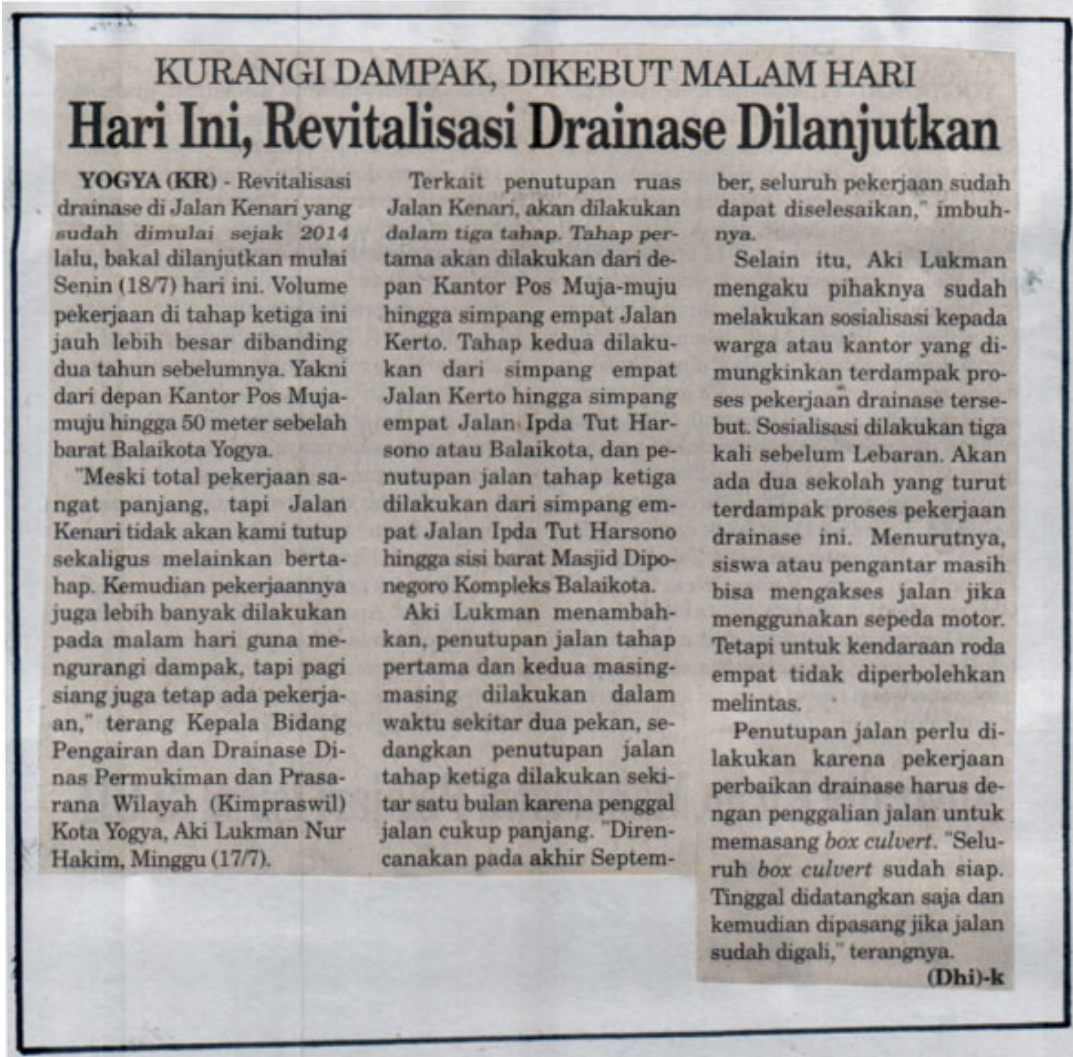 KURANGI DAMPAK, DIKEBUT MALAM HARI
Hari Ini, Revitalisasi Drainase Dilanjutkan
YOGYA (KR) - Revitalisasi
drainase di Jalan Kenari yang
sudah dimulai sejak 2014
lalu, bakal dilanjutkan mulai
Senin (18/7) hari ini. Volume
pekerjaan di tahap ketiga ini
jauh lebih besar dibanding
dua tahun sebelumnya. Yakni
dari depan Kantor Pos Muja-
muju hingga 50 meter sebelah
barat Balaikota Yogya.
"Meski total pekerjaan sa-
ngat panjang, tapi Jalan
Kenari tidak akan kami tutup
sekaligus melainkan berta-
hap. Kemudian pekerjaannya
juga lebih banyak dilakukan
pada malam hari guna me-
ngurangi dampak, tapi pagi
siang juga tetap ada pekerja-
an," terang Kepala Bidang
Pengairan dan Drainase Di-
nas Permukiman dan Prasa-
rana Wilayah (Kimpraswil)
Kota Yogya, Aki Lukman Nur
Hakim, Minggu (17/7).
Terkait penutupan ruas
Jalan Kenari, akan dilakukan
dalam tiga tahap. Tahap per-
tama akan dilakukan dari de-
pan Kantor Pos Muja-muju
hingga simpang empat Jalan
Kerto. Tahap kedua dilaku-
kan dari simpang empat
Jalan Kerto hingga simpang
empat Jalan Ipda Tut Har-
sono atau Balaikota, dan pe-
nutupan jalan tahap ketiga
dilakukan dari simpang em-
pat Jalan Ipda Tut Harsono
hingga sisi barat Masjid Dipo-
negoro Kompleks Balaikota.
Aki Lukman menambah-
kan, penutupan jalan tahap
pertama dan kedua masing-
masing dilakukan dalam
waktu sekitar dua pekan, se-
dangkan penutupan jalan
tahap ketiga dilakukan seki-
tar satu bulan karena penggal
jalan cukup panjang. "Diren-
canakan pada akhir Septem-
ber, seluruh pekerjaan sudah
dapat diselesaikan," imbuh-
nya.
Selain itu, Aki Lukman
mengaku pihaknya sudah
melakukan sosialisasi kepada
warga atau kantor yang di-
mungkinkan terdampak pro-
ses pekerjaan drainase terse-
but. Sosialisasi dilakukan tiga
kali sebelum Lebaran. Akan
ada dua sekolah yang turut
terdampak proses pekerjaan
drainase ini. Menurutnya,
siswa atau pengantar masih
bisa mengakses jalan jika
menggunakan sepeda motor.
Tetapi untuk kendaraan roda
empat tidak diperbolehkan
melintas.
Penutupan jalan perlu di-
lakukan karena pekerjaan
perbaikan drainase harus de-
ngan penggalian jalan untuk
memasang box culvert. "Selu-
ruh box culvert sudah siap.
Tinggal didatangkan saja dan
kemudian dipasang jika jalan
sudah digali," terangnya.
(Dhi)-k